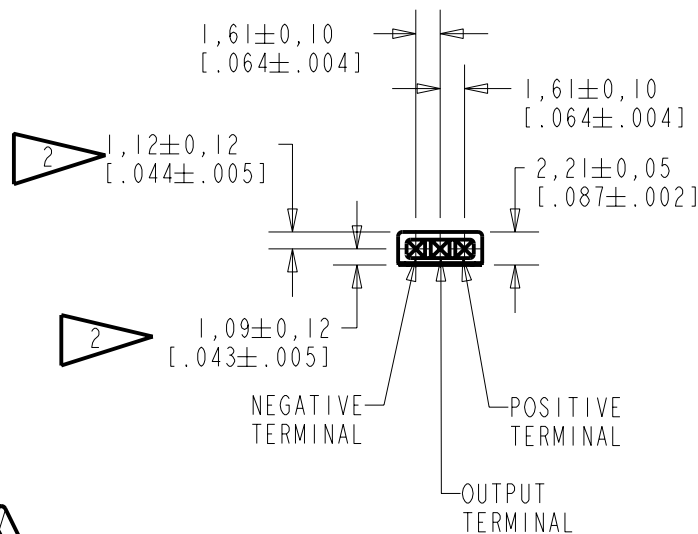 1,61±0,10
[.064±.004]
1,61±0,10
[.064±.004]
2
1,12±0,12
[.044±.005]
2,21±0,05
[.087±.002]
2
1,09±0,12
[.043±.005]
NEGATIVE
TERMINAL
POSITIVE
TERMINAL
OUTPUT
TERMINAL